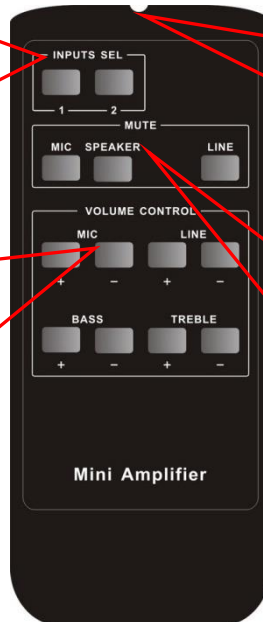 INPUTS SEL
1 2
MUTE
MIC SPEAKER LINE
VOLUME CONTROL
MIC LINE
+ - + -
BASS TREBLE
+ - + -
Mini Amplifier